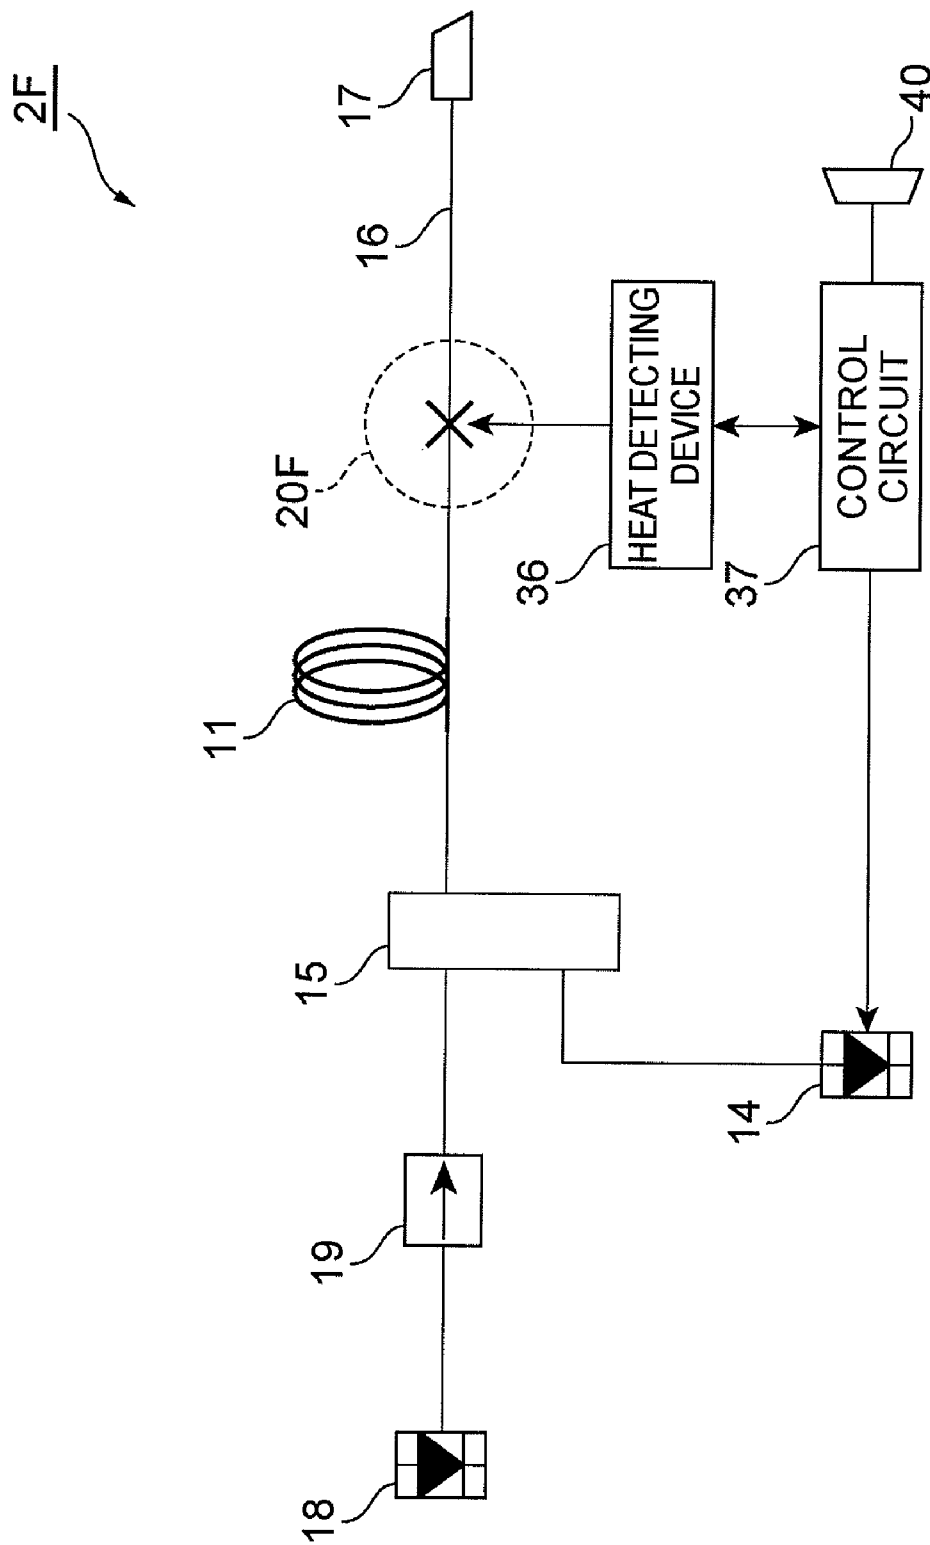 2F
17
16
40
20F
HEAT DETECTING
DEVICE
36
CONTROL
CIRCUIT
37
11
15
14
19
18